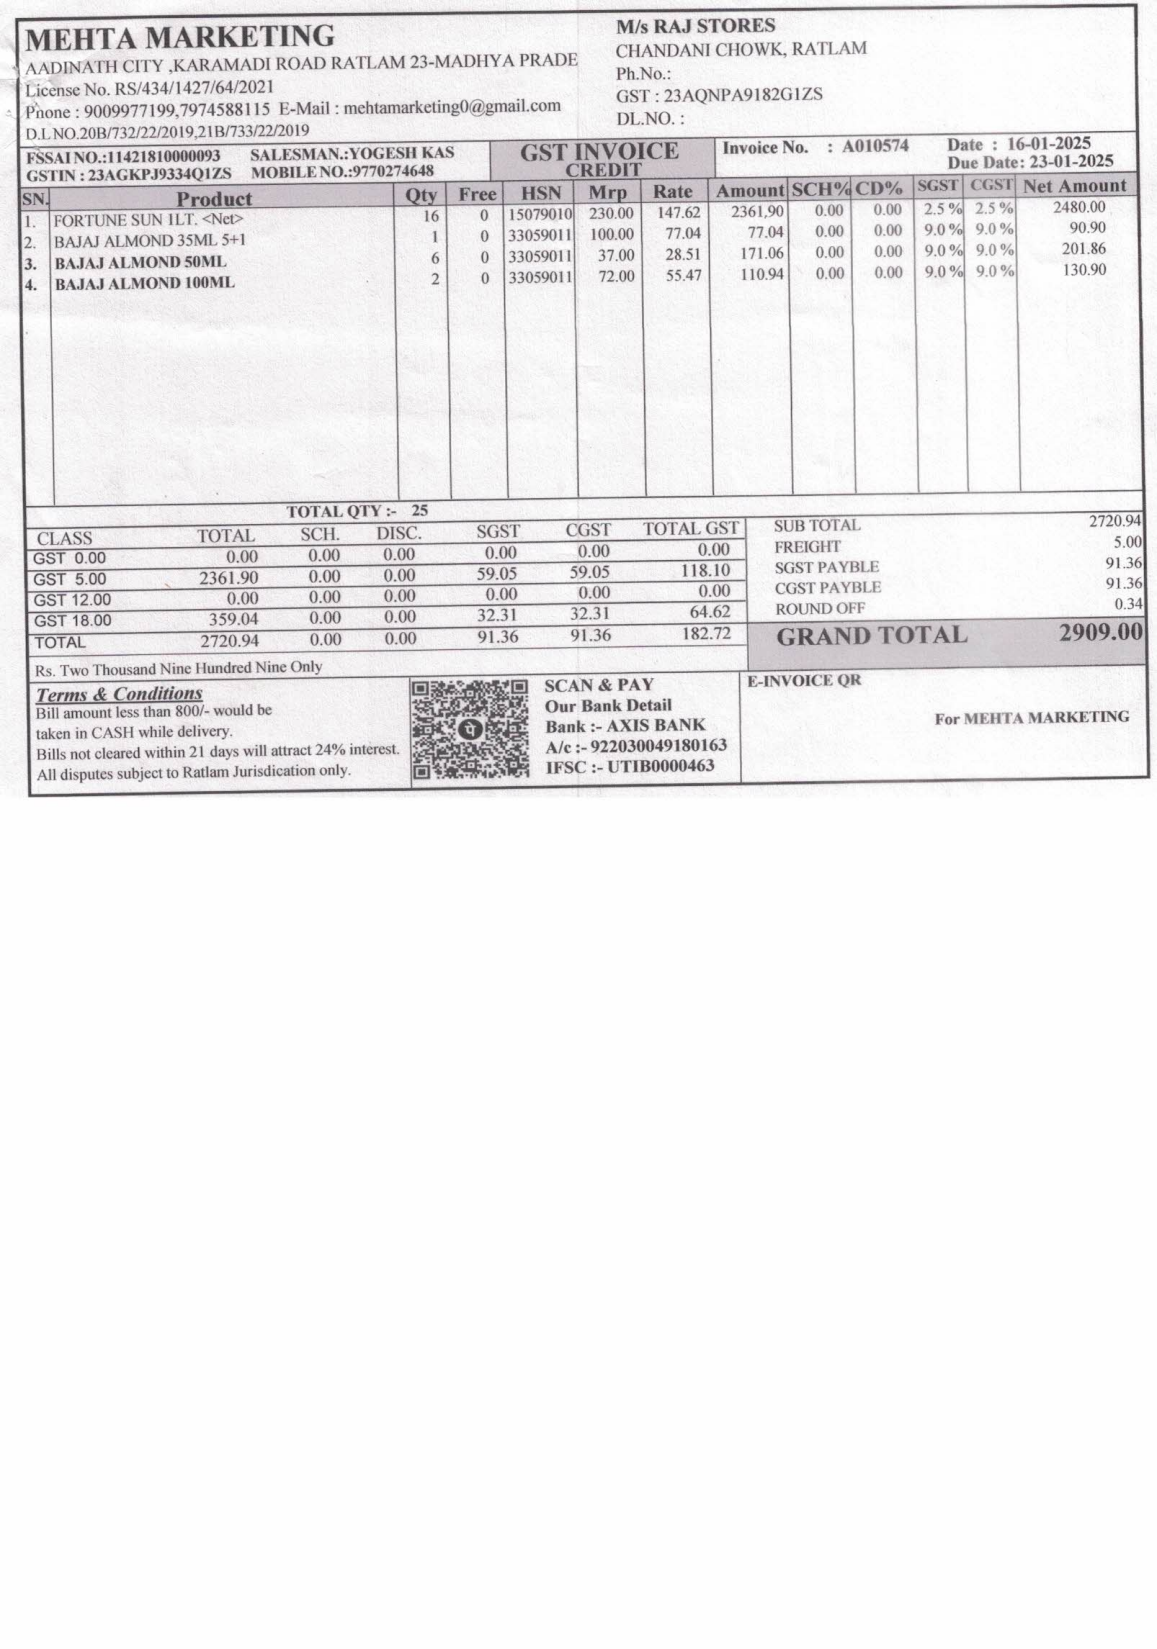 MEHTA MARKETING
AADINATH CITY ,KARAMADI ROAD RATLAM 23-MADHYA PRADE
License No. RS/434/1427/64/2021
Phone : 9009977199,7974588115 E-Mail : mehtamarketing0@gmail.com
D.L NO.20B/732/22/2019,21B/733/22/2019
M/s RAJ STORES
CHANDANI CHOWK, RATLAM
Ph.No.:
GST : 23AQNPA9182G1ZS
DL.NO. :
FSSAI NO.:11421810000093 SALESMAN.:YOGESH KAS
GSTIN : 23AGKPJ9334Q1ZS MOBILE NO.:9770274648
GST INVOICE
CREDIT
Invoice No. : A010574
Date : 16-01-2025
Due Date: 23-01-2025
SN. Product Qty Free HSN Mrp Rate Amount SCH% CD% SGST CGST Net Amount
1. FORTUNE SUN 1LT. <Net> 16 0 15079010 230.00 147.62 2361.90 0.00 0.00 2.5 % 2.5 % 2480.00
2. BAJAJ ALMOND 35ML 5+1 1 0 33059011 100.00 77.04 77.04 0.00 0.00 9.0 % 9.0 % 90.90
3. BAJAJ ALMOND 50ML 6 0 33059011 37.00 28.51 171.06 0.00 0.00 9.0 % 9.0 % 201.86
4. BAJAJ ALMOND 100ML 2 0 33059011 72.00 55.47 110.94 0.00 0.00 9.0 % 9.0 % 130.90
TOTAL QTY :- 25
CLASS TOTAL SCH. DISC. SGST CGST TOTAL GST
GST 0.00 0.00 0.00 0.00 0.00 0.00 0.00
GST 5.00 2361.90 0.00 0.00 59.05 59.05 118.10
GST 12.00 0.00 0.00 0.00 0.00 0.00 0.00
GST 18.00 359.04 0.00 0.00 32.31 32.31 64.62
TOTAL 2720.94 0.00 0.00 91.36 91.36 182.72
SUB TOTAL 2720.94
FREIGHT 5.00
SGST PAYBLE 91.36
CGST PAYBLE 91.36
ROUND OFF 0.34
GRAND TOTAL 2909.00
Rs. Two Thousand Nine Hundred Nine Only
Terms & Conditions
Bill amount less than 800/- would be
taken in CASH while delivery.
Bills not cleared within 21 days will attract 24% interest.
All disputes subject to Ratlam Jurisdication only.
SCAN & PAY
Our Bank Detail
Bank :- AXIS BANK
A/c :- 922030049180163
IFSC :- UTIB0000463
E-INVOICE QR
For MEHTA MARKETING